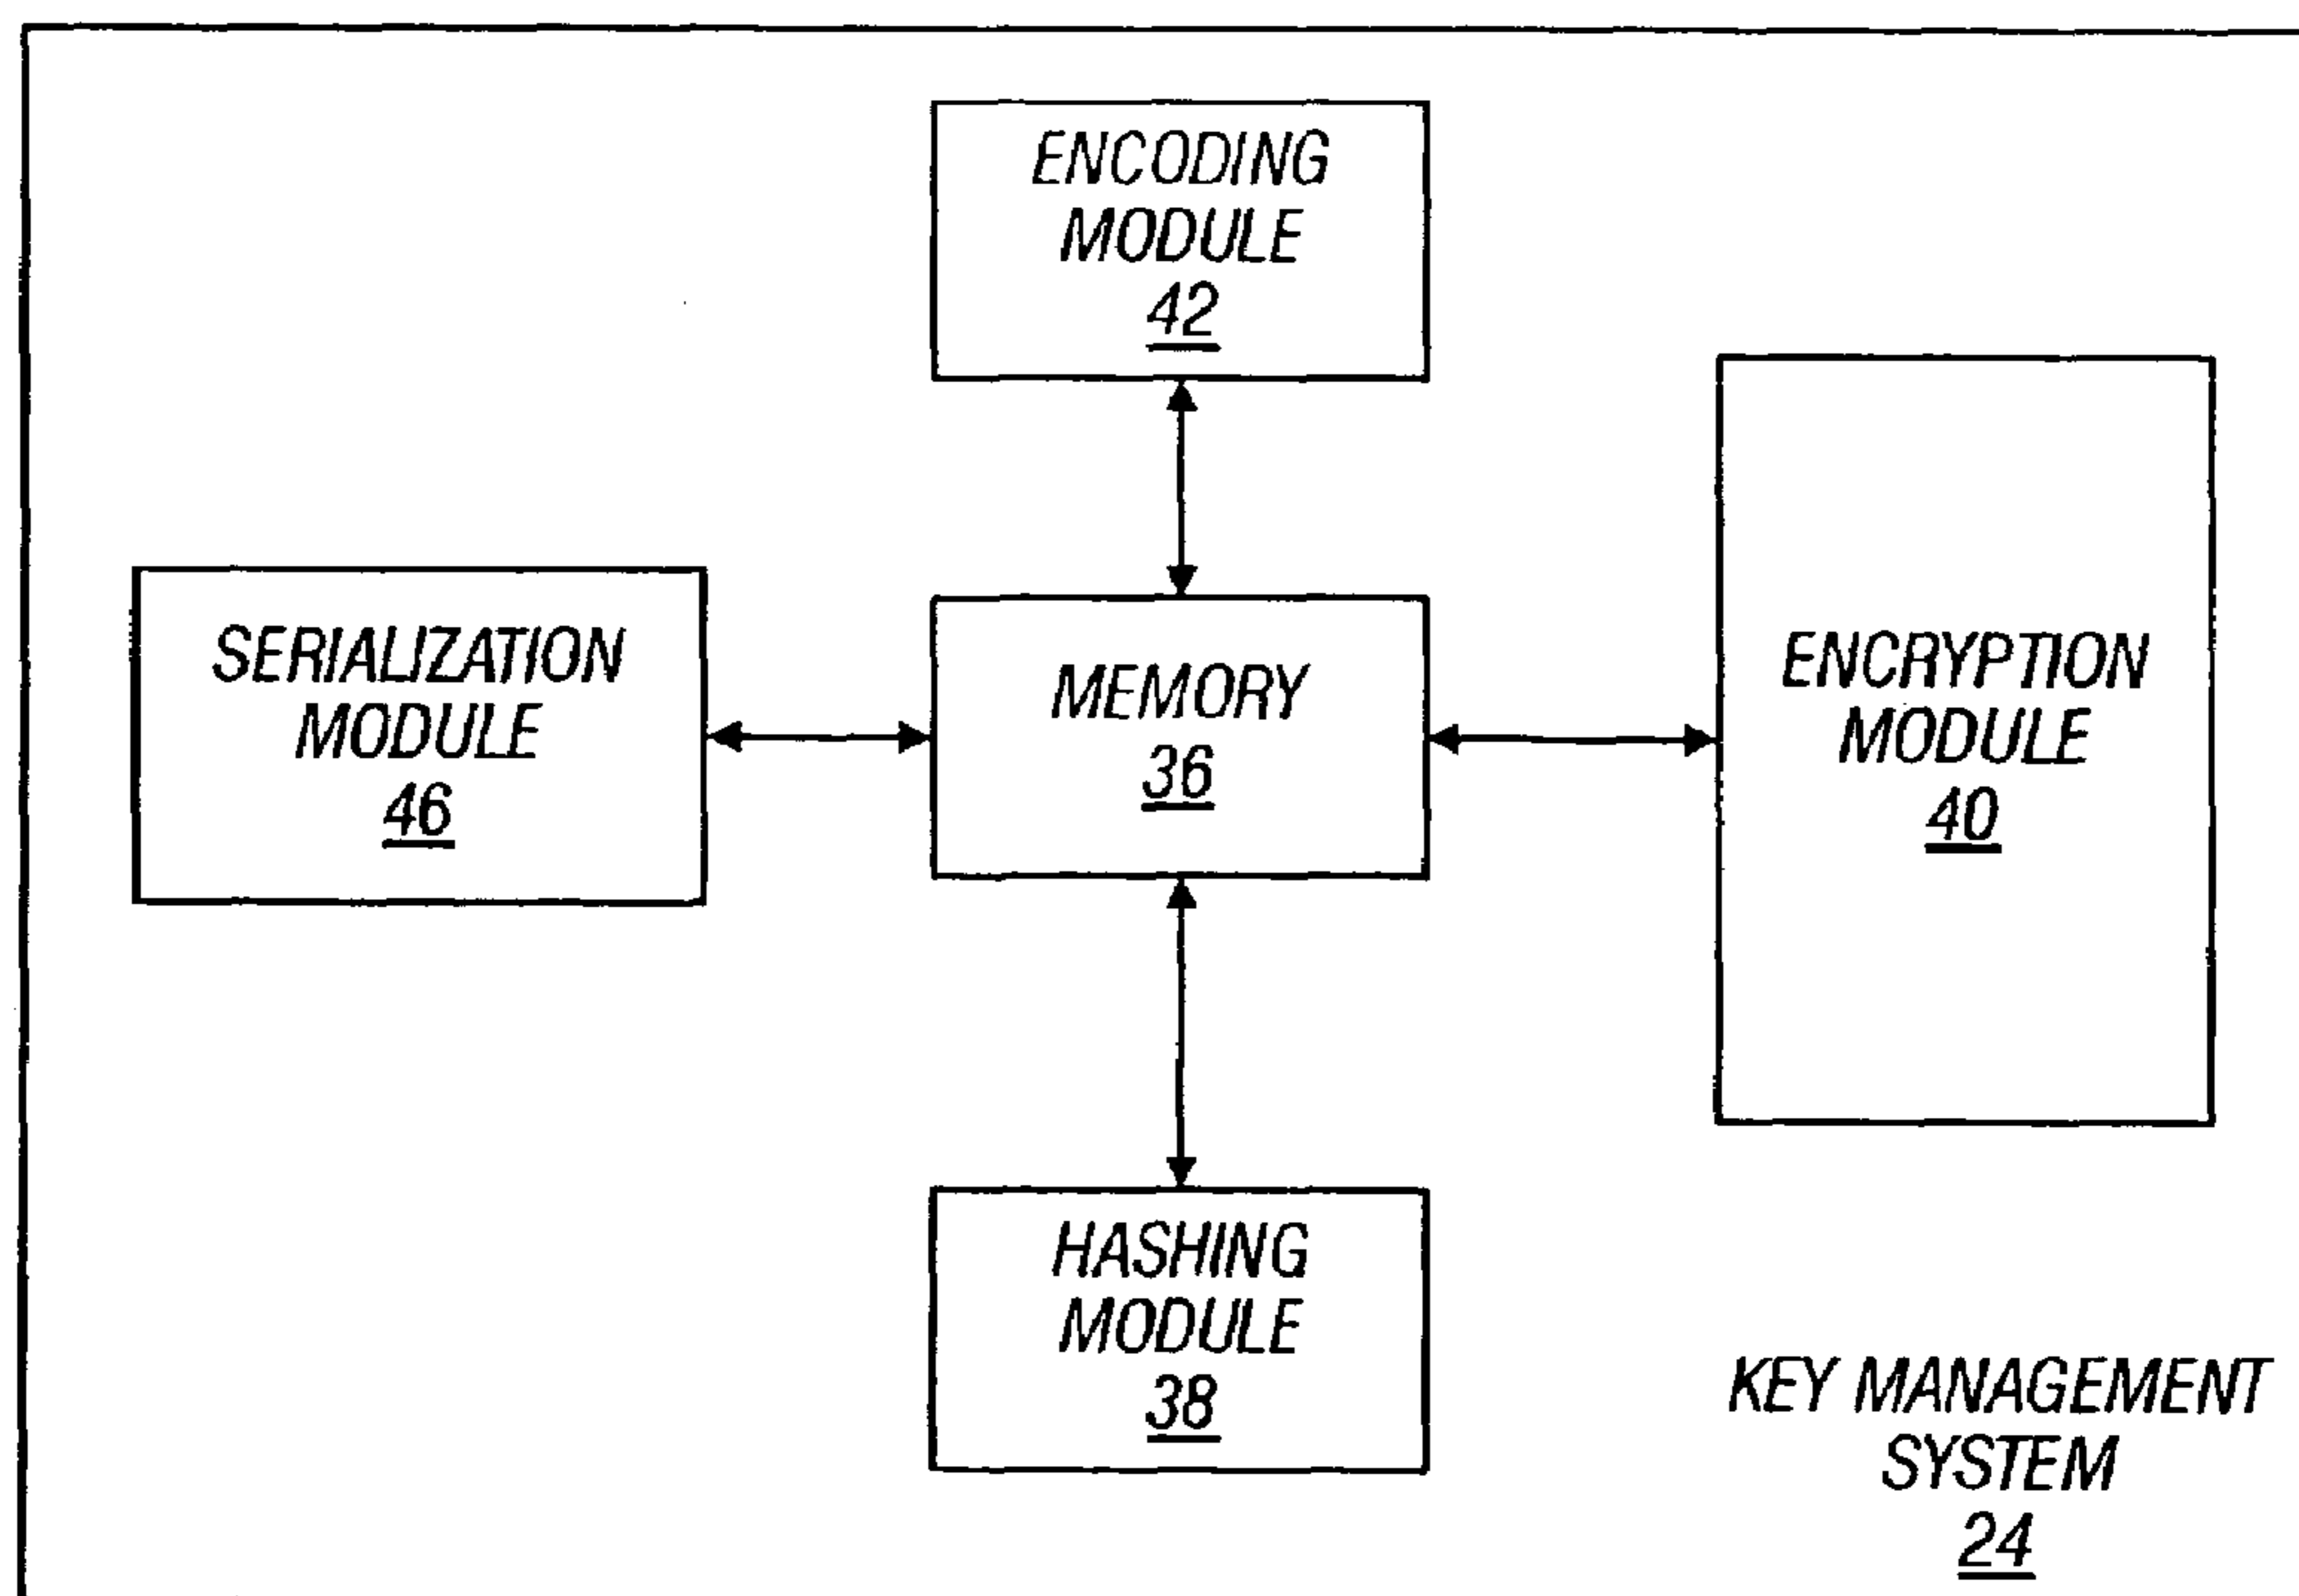 ENCODING
MODULE
42
SERIALIZATION
MODULE
46
MEMORY
36
ENCRYPTION
MODULE
40
HASHING
MODULE
38
KEY MANAGEMENT
SYSTEM
24